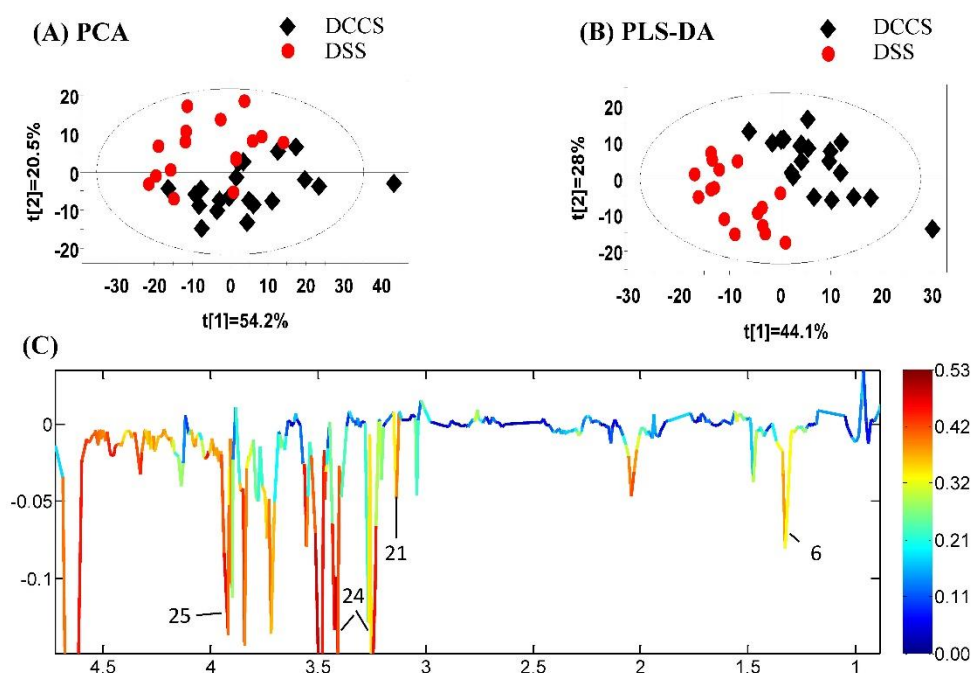 (A) PCA
DCCS
DSS
20
10
0
-10
-20
t[2]=20.5%
-30 -20 -10 0 10 20 30 40
t[1]=54.2%
(B) PLS-DA
DCCS
DSS
20
10
0
-10
-20
t[2]=28%
-30 -20 -10 0 10 20 30
t[1]=44.1%
(C)
0
-0.05
-0.1
25
24
21
6
4.5 4 3.5 3 2.5 2 1.5 1
0.53
0.42
0.32
0.21
0.11
0.00